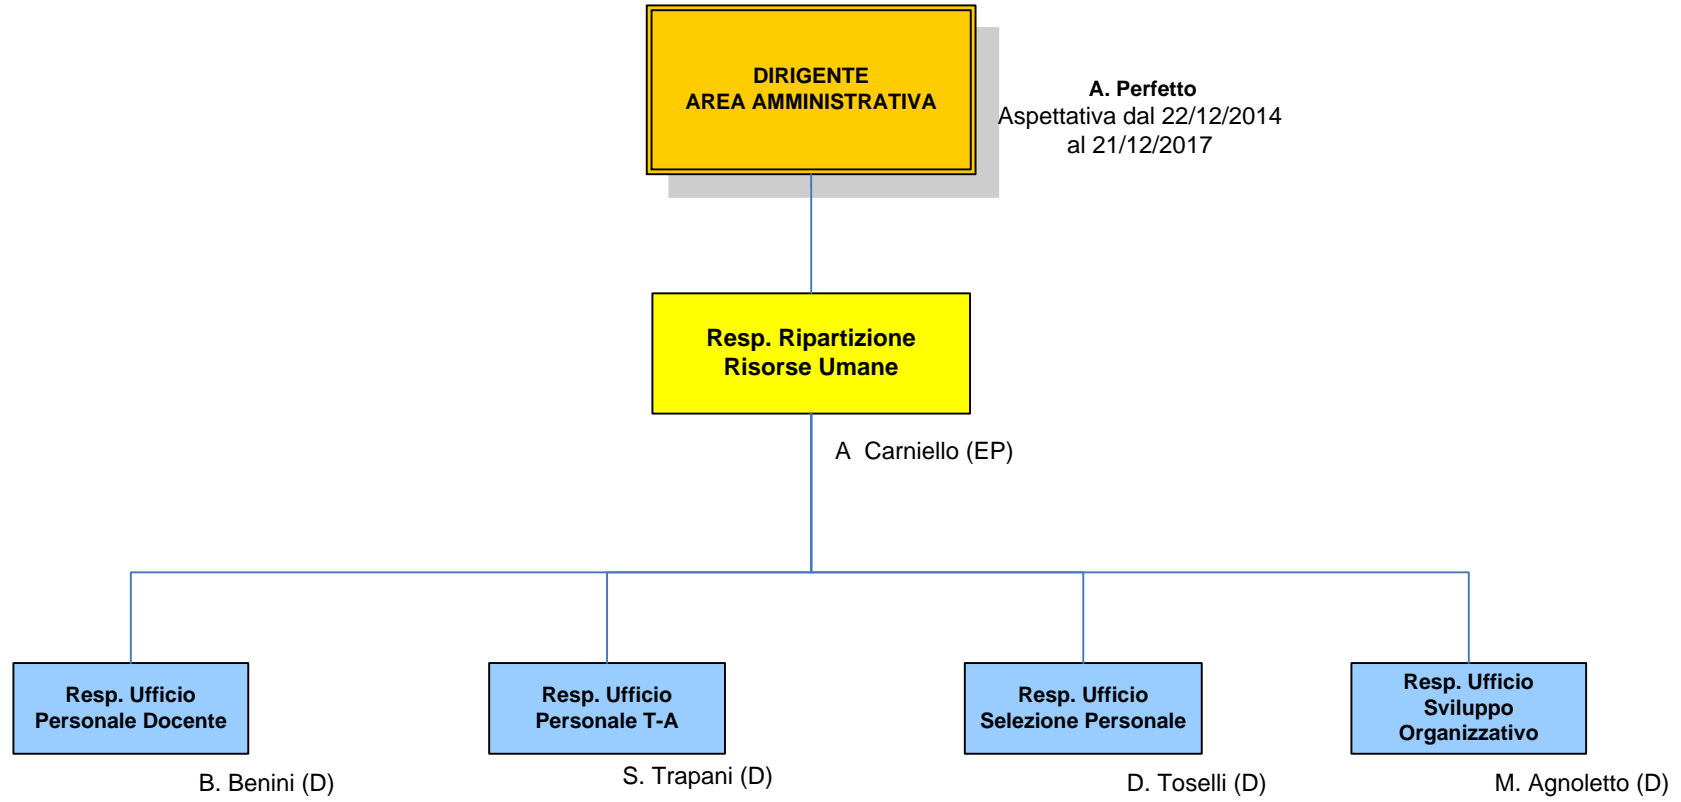 DIRIGENTE
AREA AMMINISTRATIVA
A. Perfetto
Aspettativa dal 22/12/2014
al 21/12/2017
Resp. Ripartizione
Risorse Umane
A  Carniello (EP)
Resp. Ufficio
Personale Docente
B. Benini (D)
Resp. Ufficio
Personale T-A
S. Trapani (D)
Resp. Ufficio
Selezione Personale
D. Toselli (D)
Resp. Ufficio
Sviluppo
Organizzativo
M. Agnoletto (D)